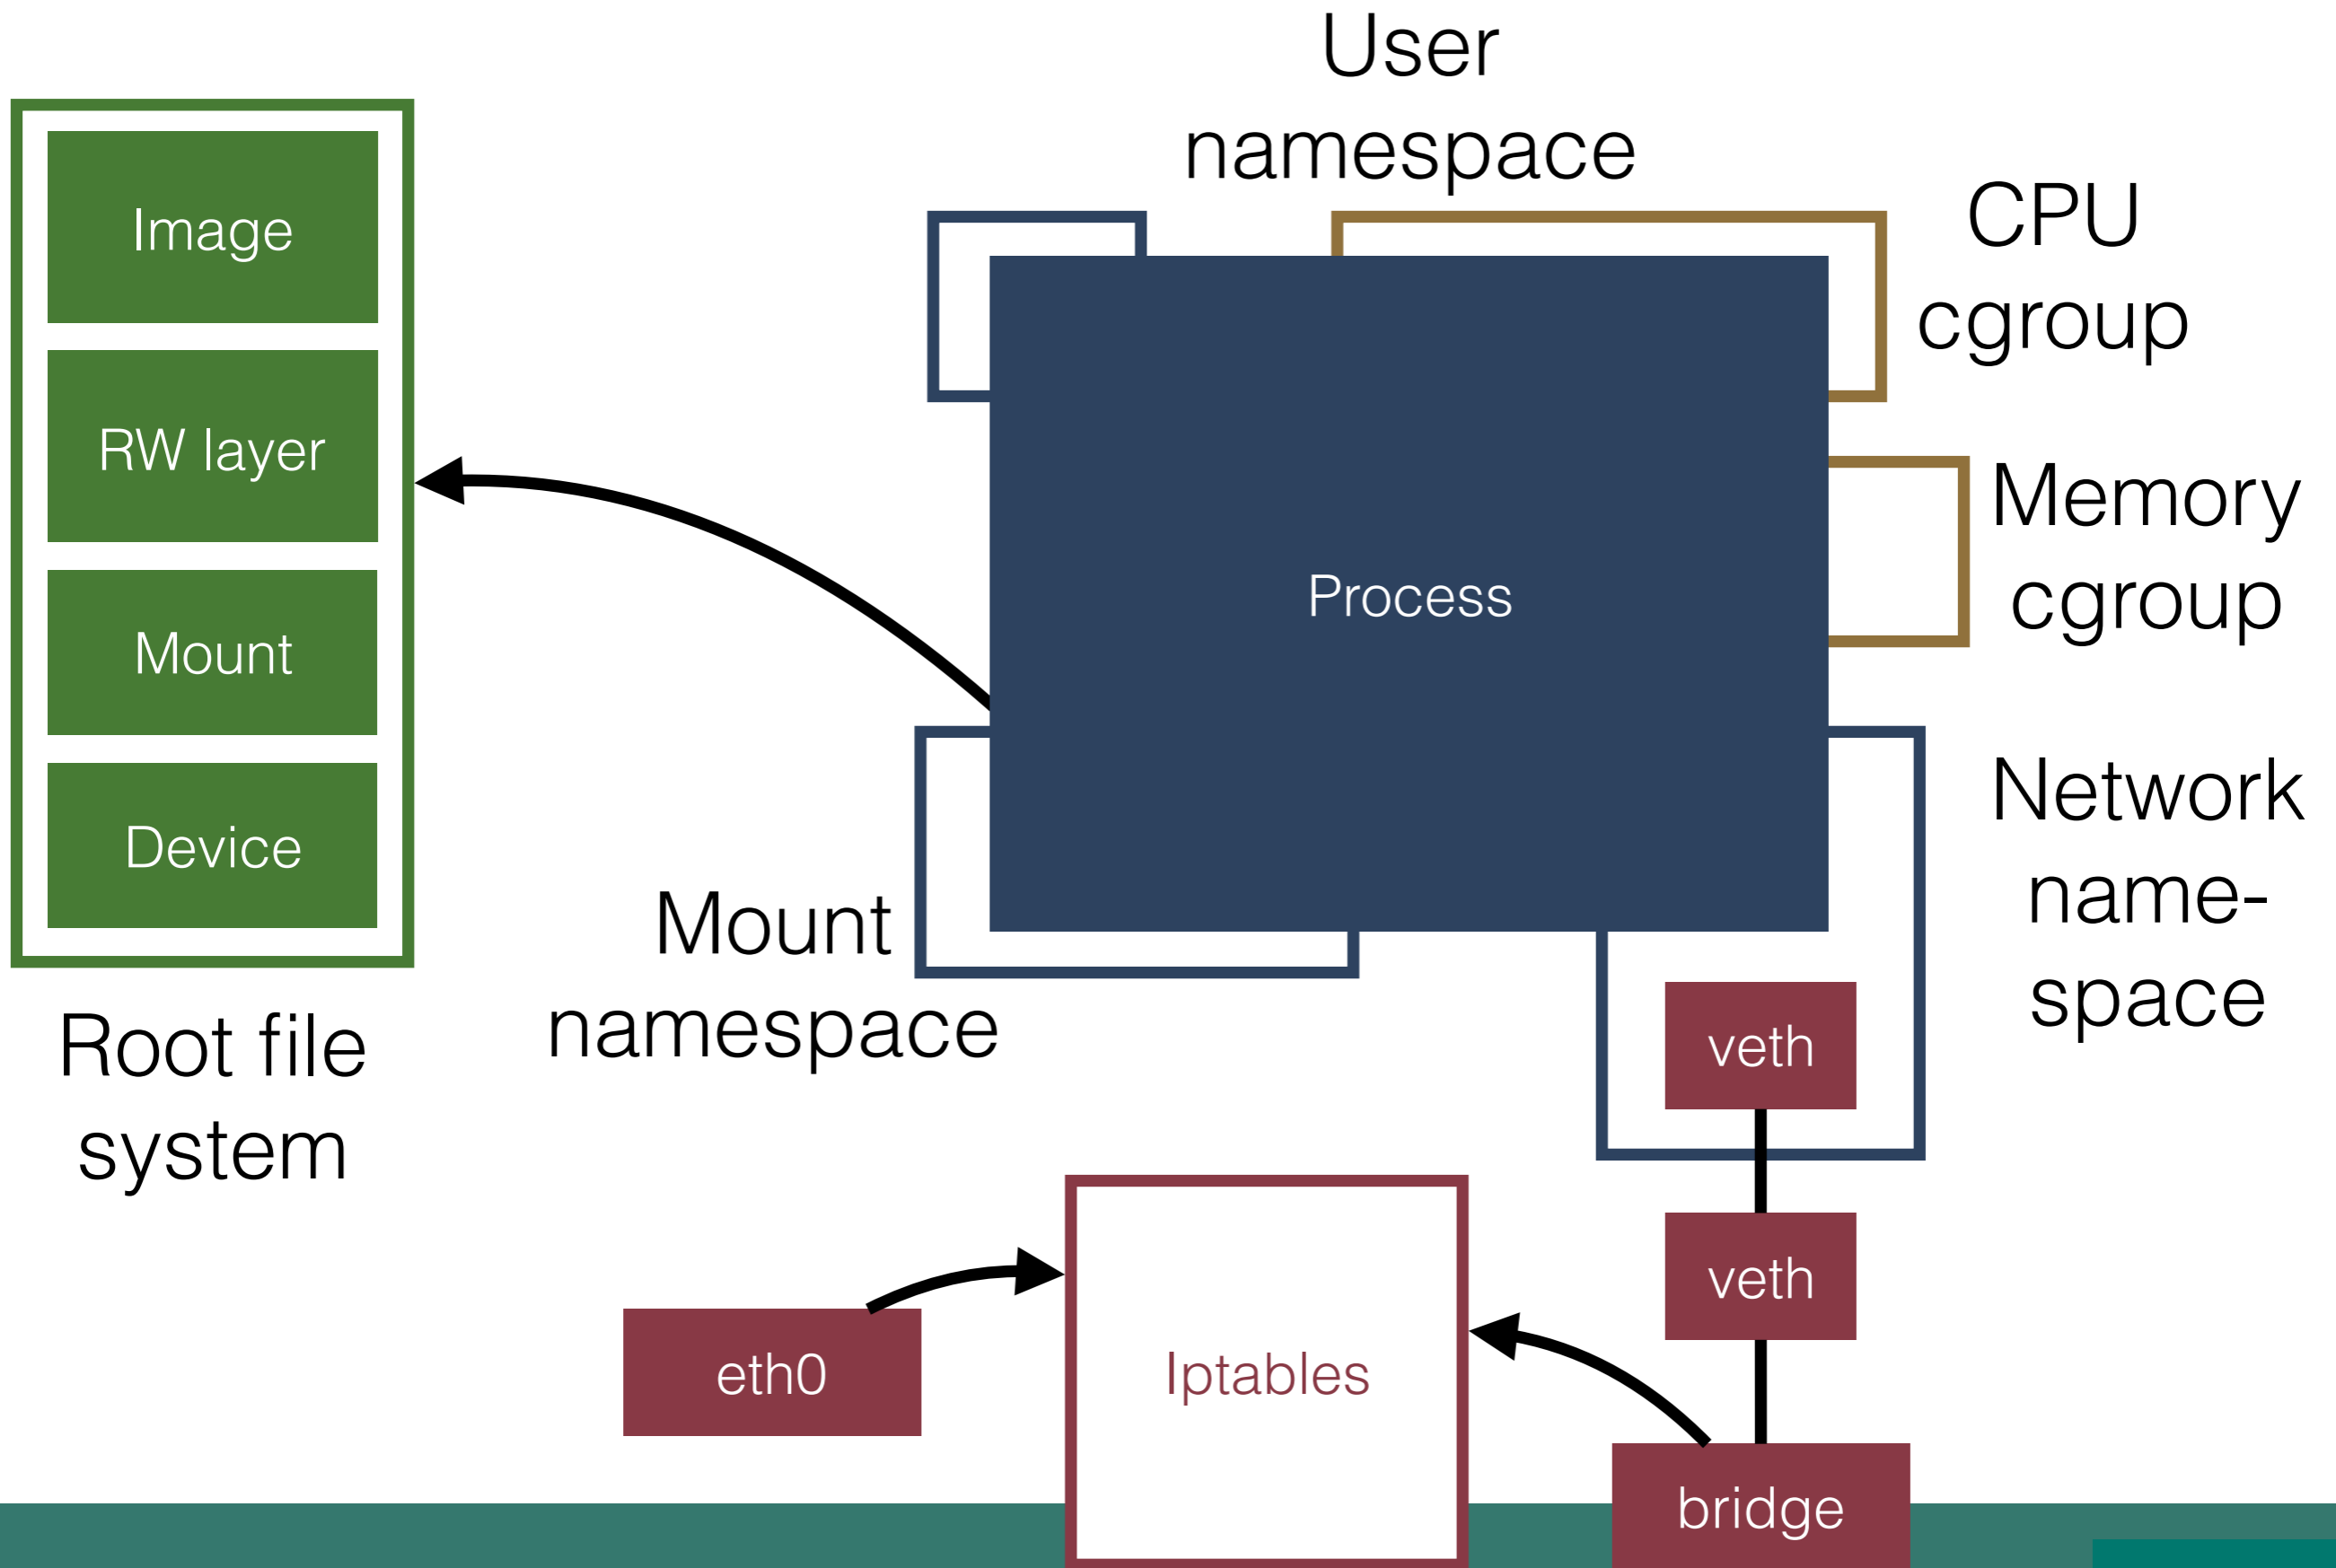 User
namespace
CPU
cgroup
Image
RW layer
Mount
Device
Root file
system
Process
Memory
cgroup
Mount
namespace
Network
name-
space
veth
veth
eth0
Iptables
bridge